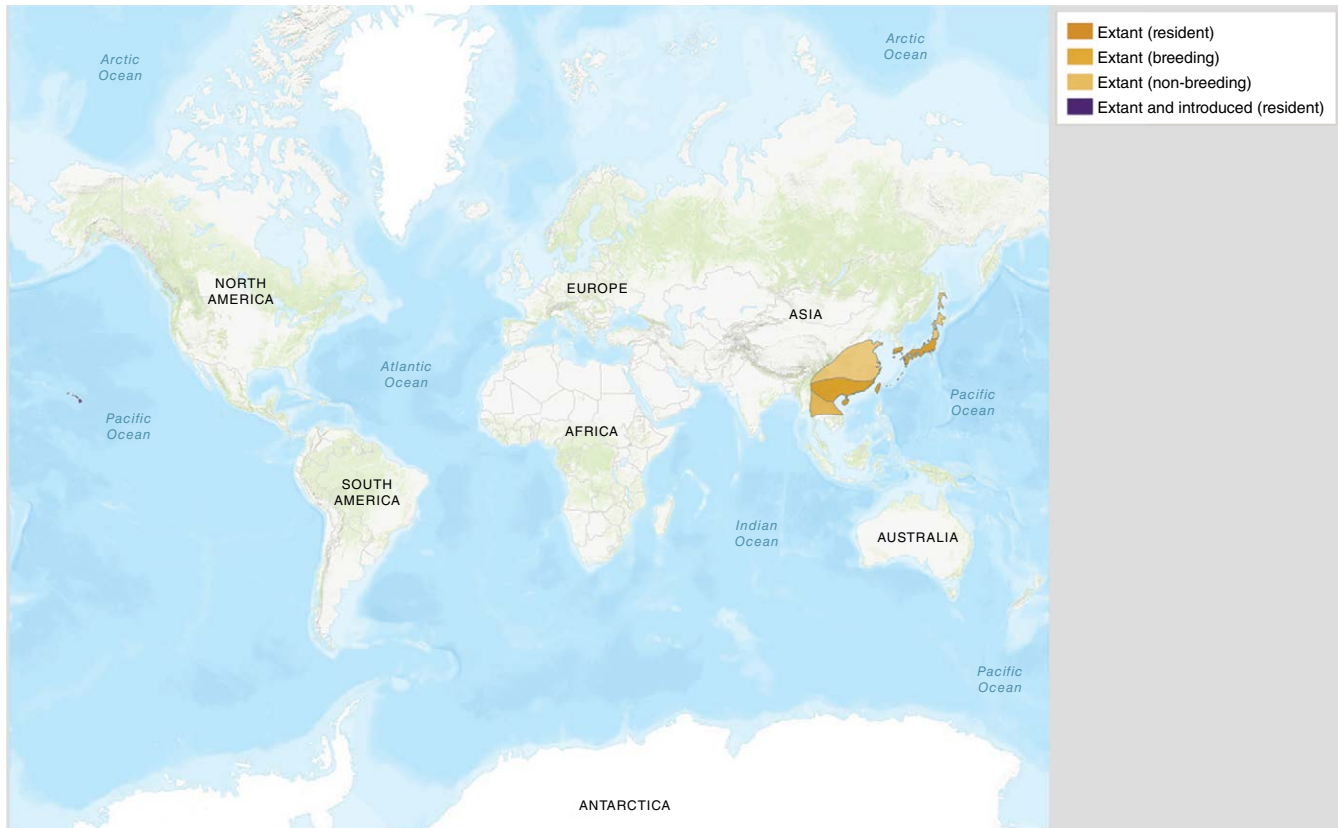 Arctic
Ocean
Arctic
Ocean
Extant (resident)
Extant (breeding)
Extant (non-breeding)
Extant and introduced (resident)
NORTH
AMERICA
EUROPE
ASIA
Atlantic
Ocean
Pacific
Ocean
Pacific
Ocean
AFRICA
SOUTH
AMERICA
Indian
Ocean
AUSTRALIA
Pacific
Ocean
ANTARCTICA